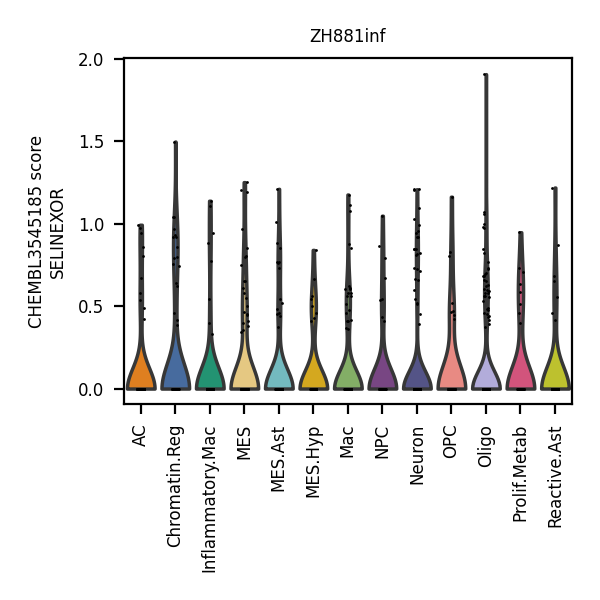 ZH881inf
CHEMBL3545185 score
SELINEXOR
2.0
1.5
1.0
0.5
0.0
AC
Chromatin.Reg
Inflammatory.Mac
MES
MES.Ast
MES.Hyp
Mac
NPC
Neuron
OPC
Oligo
Prolif.Metab
Reactive.Ast